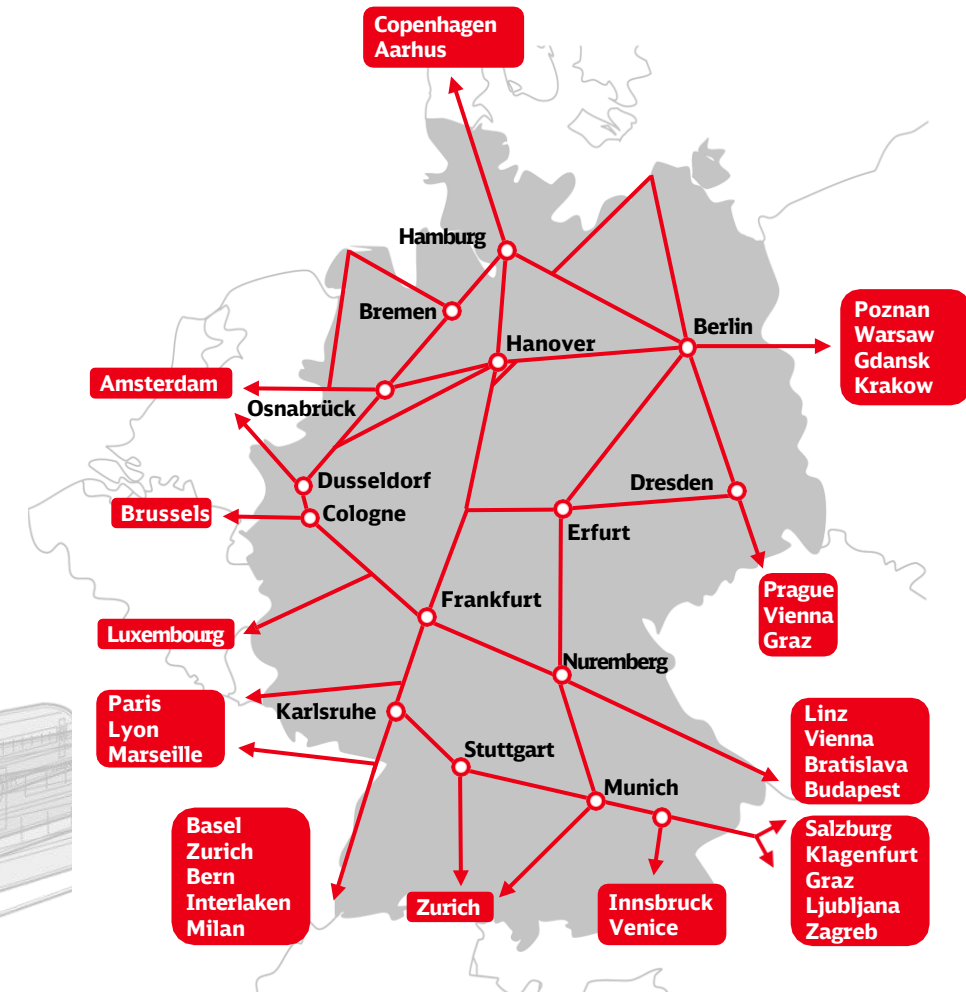 Copenhagen
Aarhus
Hamburg
Bremen
Hanover
Berlin
Poznan
Warsaw
Gdansk
Krakow
Amsterdam
Osnabrück
Dusseldorf
Dresden
Brussels
Cologne
Erfurt
Frankfurt
Prague
Vienna
Graz
Luxembourg
Nuremberg
Paris
Lyon
Marseille
Karlsruhe
Stuttgart
Munich
Linz
Vienna
Bratislava
Budapest
Basel
Zurich
Bern
Interlaken
Milan
Zurich
Innsbruck
Venice
Salzburg
Klagenfurt
Graz
Ljubljana
Zagreb